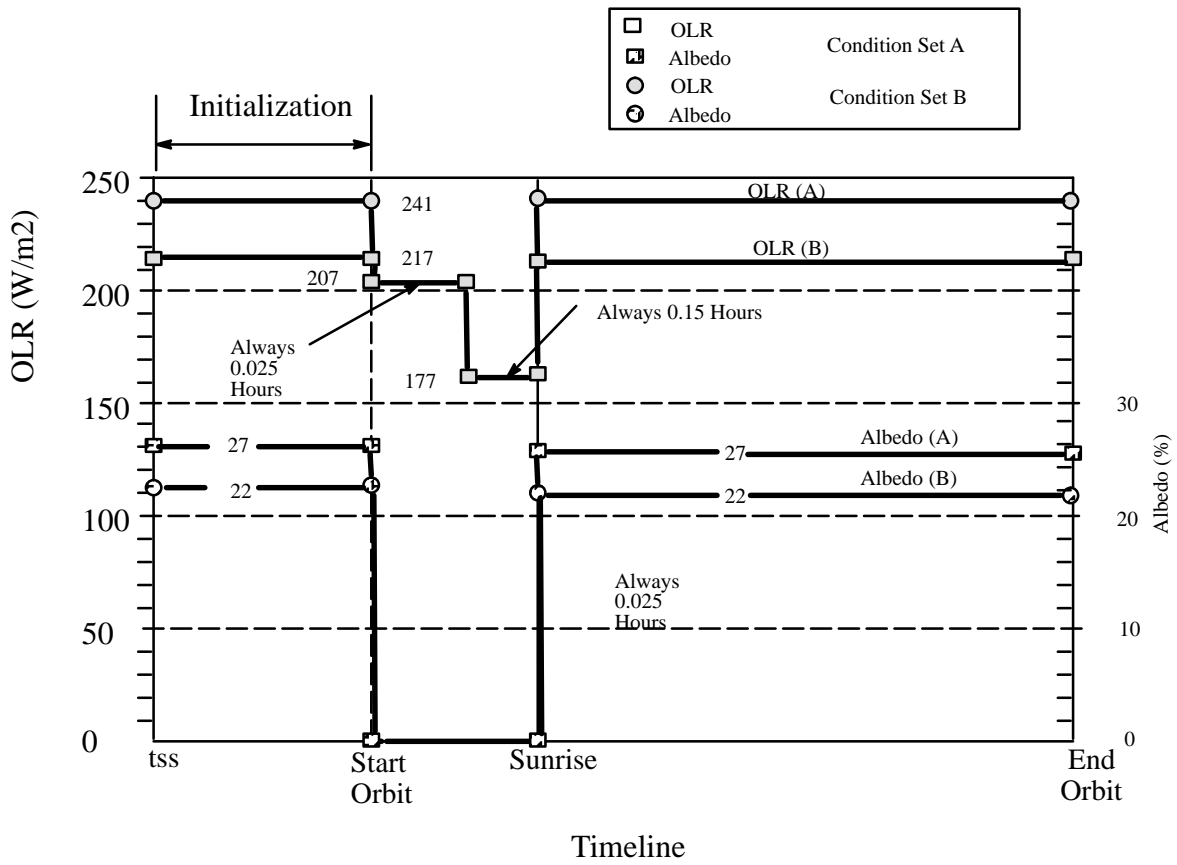 OLR
Albedo
Condition Set A
OLR
Albedo
Condition Set B
Initialization
OLR (W/m2)
250
200
150
100
50
0
241
217
207
177
OLR (A)
OLR (B)
Always
0.025
Hours
Always 0.15 Hours
27
22
27
22
Albedo (A)
Albedo (B)
Always
0.025
Hours
30
20
10
0
Albedo (%)
tss
Start
Orbit
Sunrise
End
Orbit
Timeline